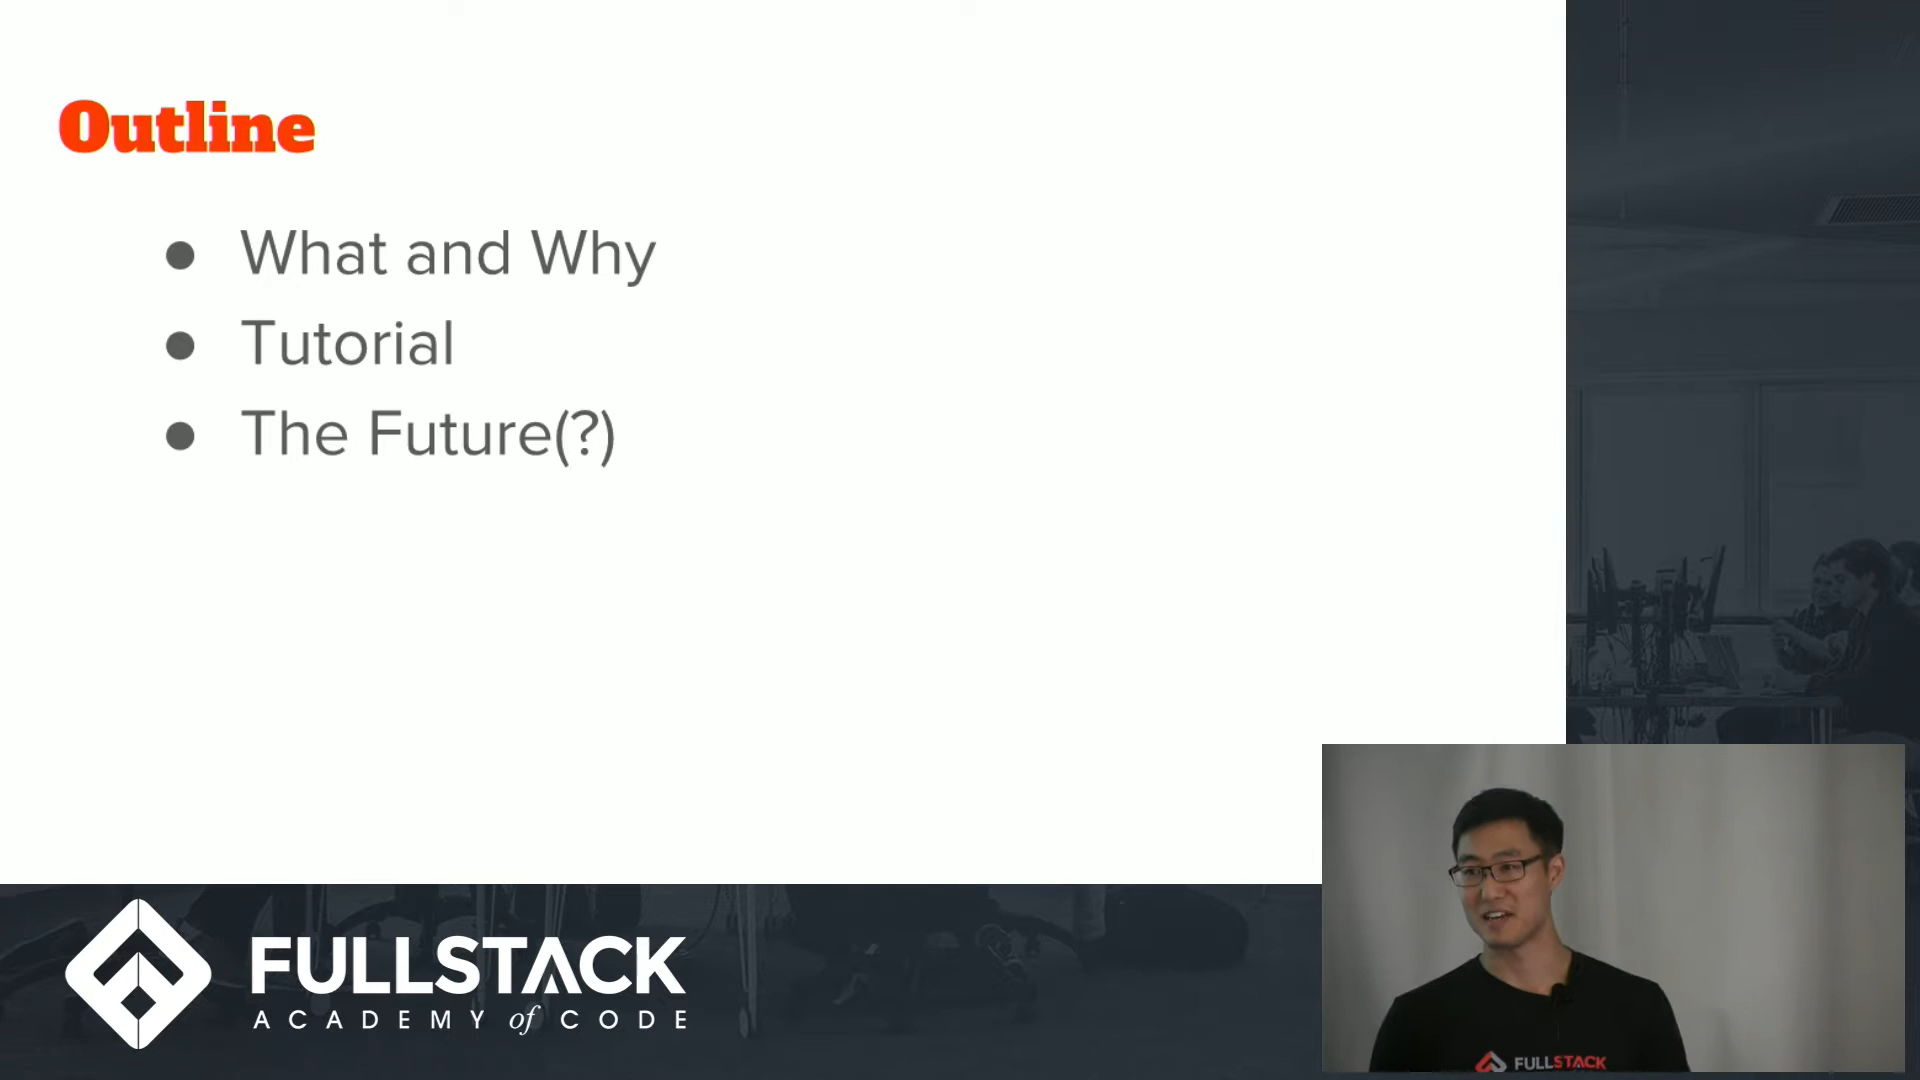 Outline
● What and Why
● Tutorial
● The Future(?)
FULLSTACK
ACADEMY of CODE
FULLSTACK